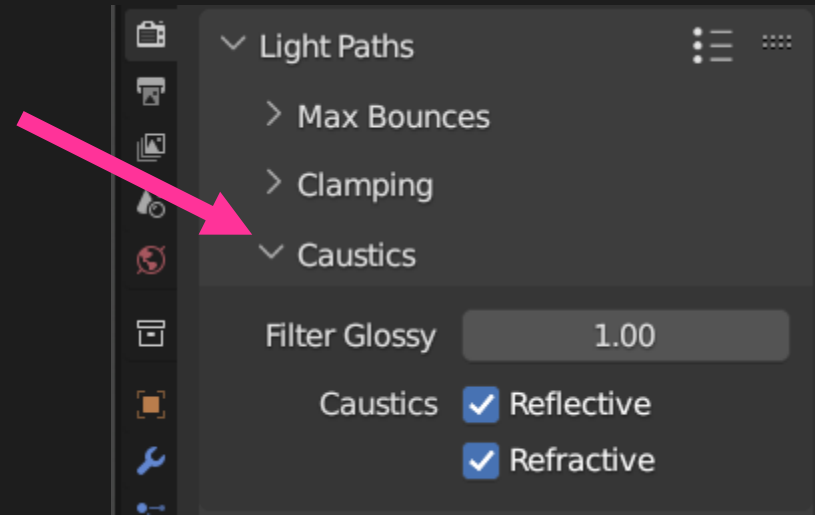 Light Paths
Max Bounces
Clamping
Caustics
Filter Glossy 1.00
Caustics Reflective
Refractive